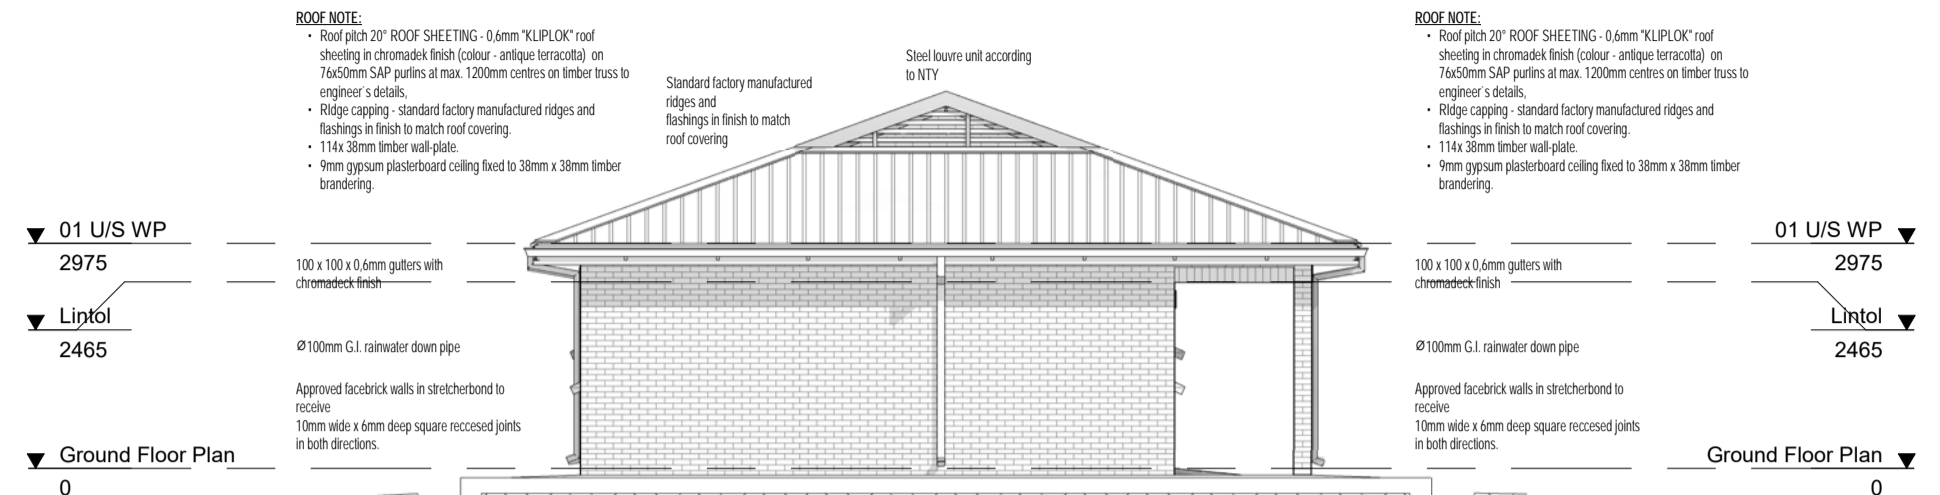 ROOF NOTE:
• Roof pitch 20° ROOF SHEETING - 0,6mm "KLIPLOK" roof
sheeting in chromadek finish (colour - antique terracotta) on
76x50mm SAP purlins at max. 1200mm centres on timber truss to
engineer`s details,
• RIdge capping - standard factory manufactured ridges and
flashings in finish to match roof covering.
• 114x 38mm timber wall-plate.
• 9mm gypsum plasterboard ceiling fixed to 38mm x 38mm timber
brandering.
Standard factory manufactured
ridges and
flashings in finish to match
roof covering
Steel louvre unit according
to NTY
ROOF NOTE:
• Roof pitch 20° ROOF SHEETING - 0,6mm "KLIPLOK" roof
sheeting in chromadek finish (colour - antique terracotta) on
76x50mm SAP purlins at max. 1200mm centres on timber truss to
engineer`s details,
• RIdge capping - standard factory manufactured ridges and
flashings in finish to match roof covering.
• 114x 38mm timber wall-plate.
• 9mm gypsum plasterboard ceiling fixed to 38mm x 38mm timber
brandering.
01 U/S WP
2975
Lintol
2465
Ground Floor Plan
0
100 x 100 x 0,6mm gutters with
chromadeck finish
Ø100mm G.I. rainwater down pipe
Approved facebrick walls in stretcherbond to
receive
10mm wide x 6mm deep square reccesed joints
in both directions.
100 x 100 x 0,6mm gutters with
chromadeck finish
Ø100mm G.I. rainwater down pipe
Approved facebrick walls in stretcherbond to
receive
10mm wide x 6mm deep square reccesed joints
in both directions.
01 U/S WP
2975
Lintol
2465
Ground Floor Plan
0